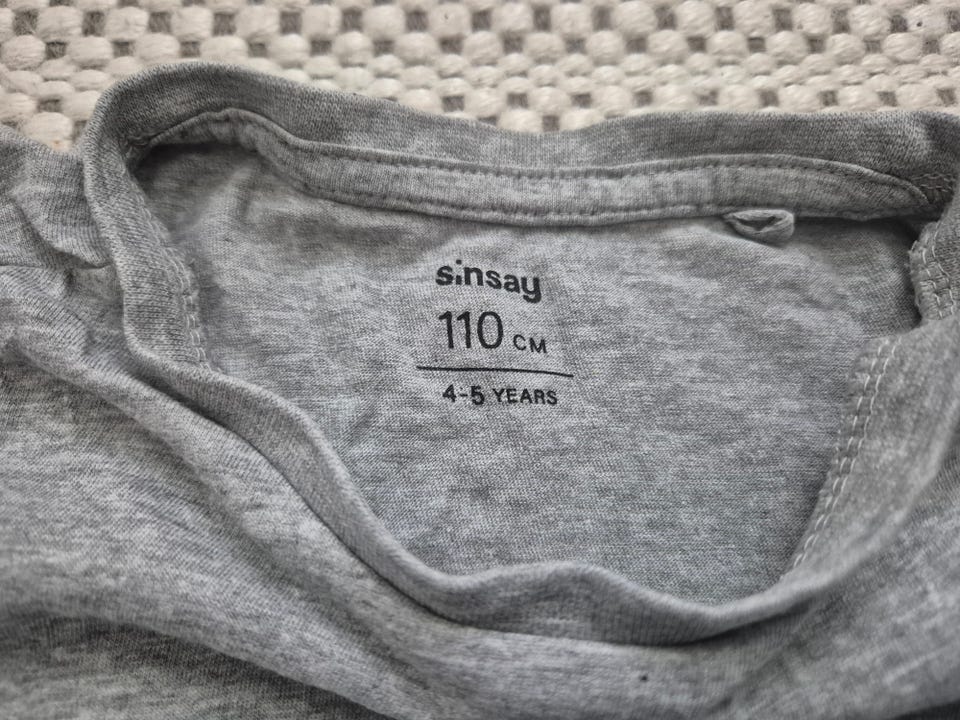 sinsay
110 CM
4-5 YEARS